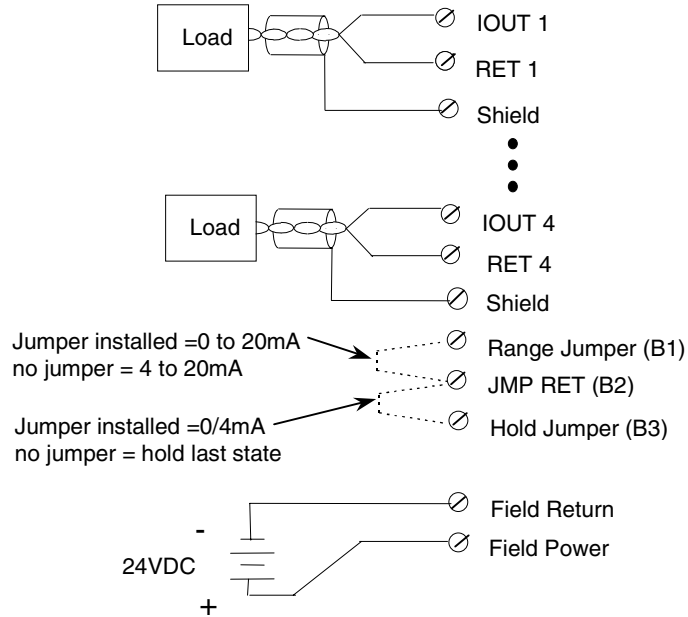 Load
IOUT 1
RET 1
Shield
Load
IOUT 4
RET 4
Shield
Jumper installed =0 to 20mA
no jumper = 4 to 20mA
Range Jumper (B1)
JMP RET (B2)
Jumper installed =0/4mA
no jumper = hold last state
Hold Jumper (B3)
Field Return
-
24VDC
Field Power
+